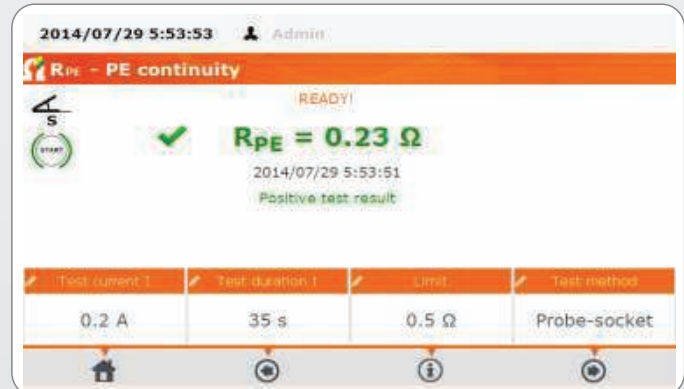 2014/07/29 5:53:53 Admin
RPE - PE continuity
READY!
S
START
RPE = 0.23 Ω
2014/07/29 5:53:51
Positive test result
Test current I Test duration t Limit Test method
0.2 A 35 s 0.5 Ω Probe-socket